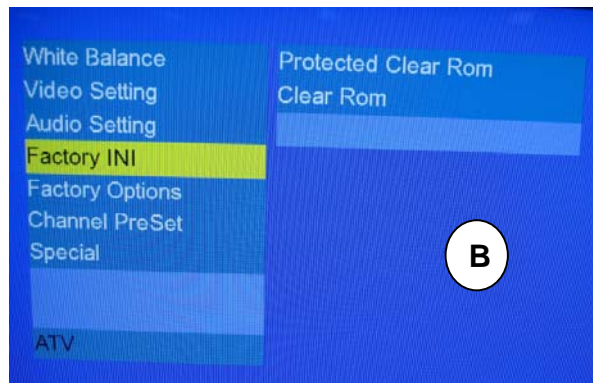 White Balance
Video Setting
Audio Setting
Factory INI
Factory Options
Channel PreSet
Special
ATV
Protected Clear Rom
Clear Rom
B